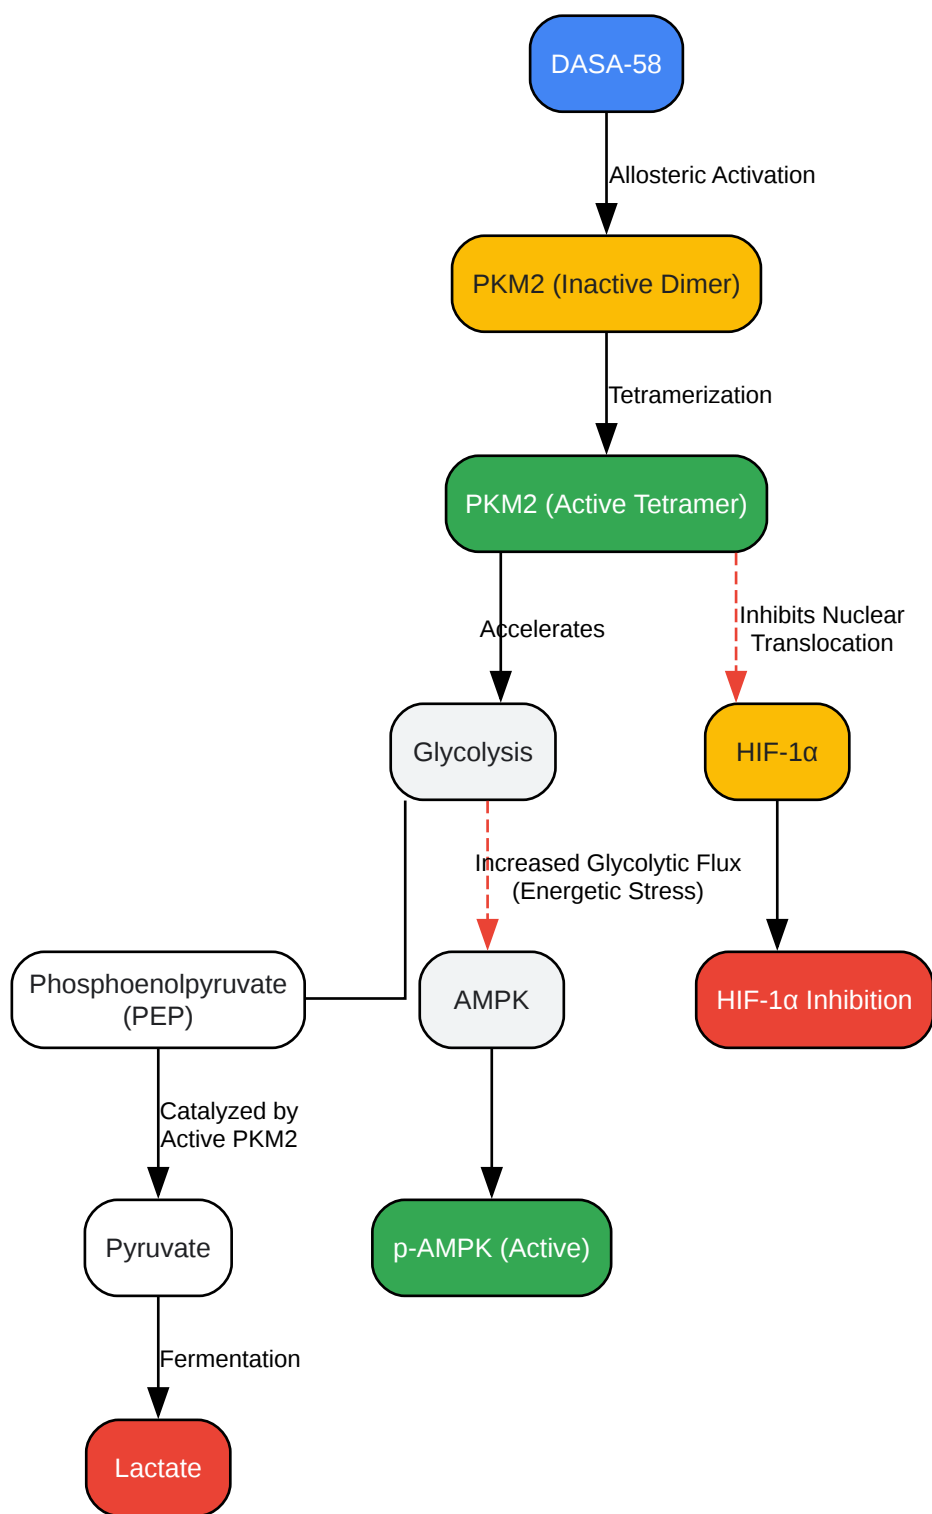 DASA-58
Allosteric Activation
PKM2 (Inactive Dimer)
Tetramerization
PKM2 (Active Tetramer)
Accelerates
Inhibits Nuclear
Translocation
Glycolysis
HIF-1α
Increased Glycolytic Flux
(Energetic Stress)
Phosphoenolpyruvate
(PEP)
AMPK
HIF-1α Inhibition
Catalyzed by
Active PKM2
Pyruvate
p-AMPK (Active)
Fermentation
Lactate